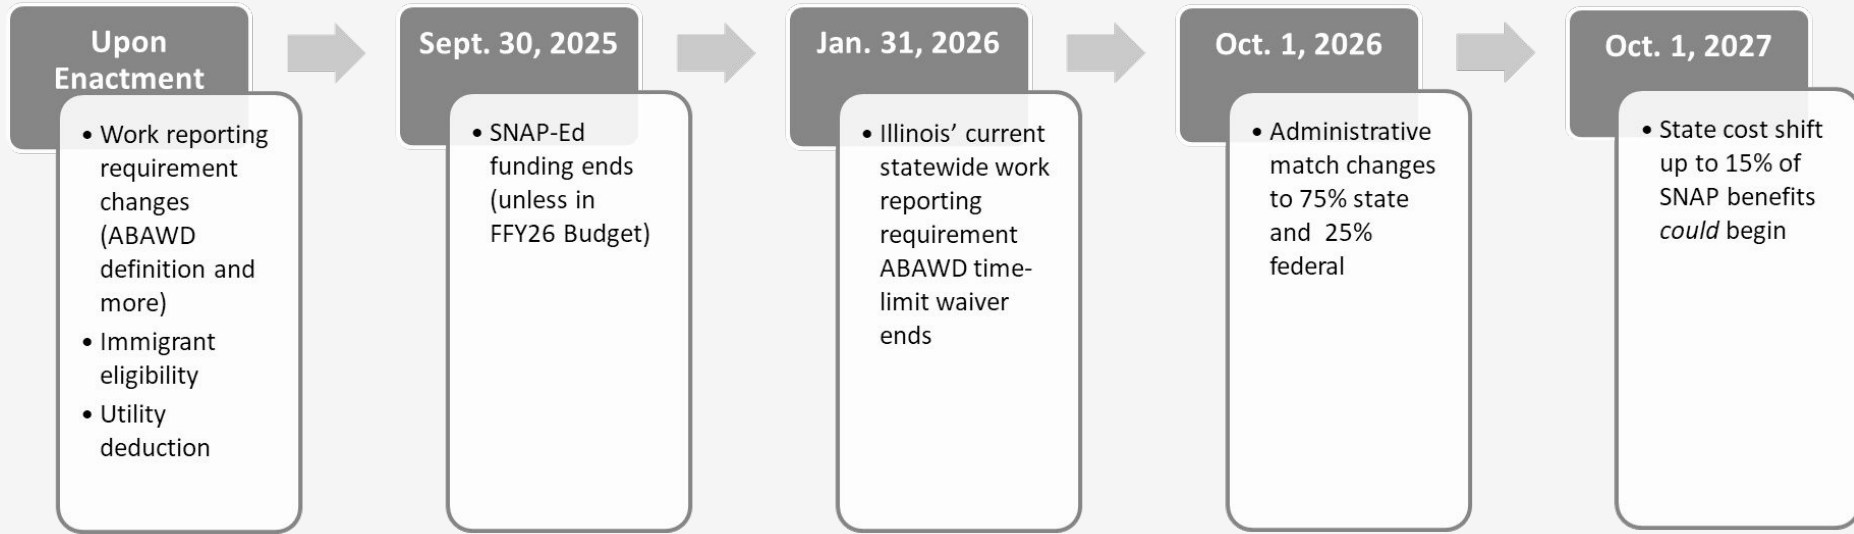 Upon
Enactment
• Work reporting
requirement
changes
(ABAWD
definition and
more)
• Immigrant
eligibility
• Utility
deduction
Sept. 30, 2025
• SNAP-Ed
funding ends
(unless in
FFY26 Budget)
Jan. 31, 2026
• Illinois’ current
statewide work
reporting
requirement
ABAWD time-
limit waiver
ends
Oct. 1, 2026
• Administrative
match changes
to 75% state
and 25%
federal
Oct. 1, 2027
• State cost shift
up to 15% of
SNAP benefits
could begin